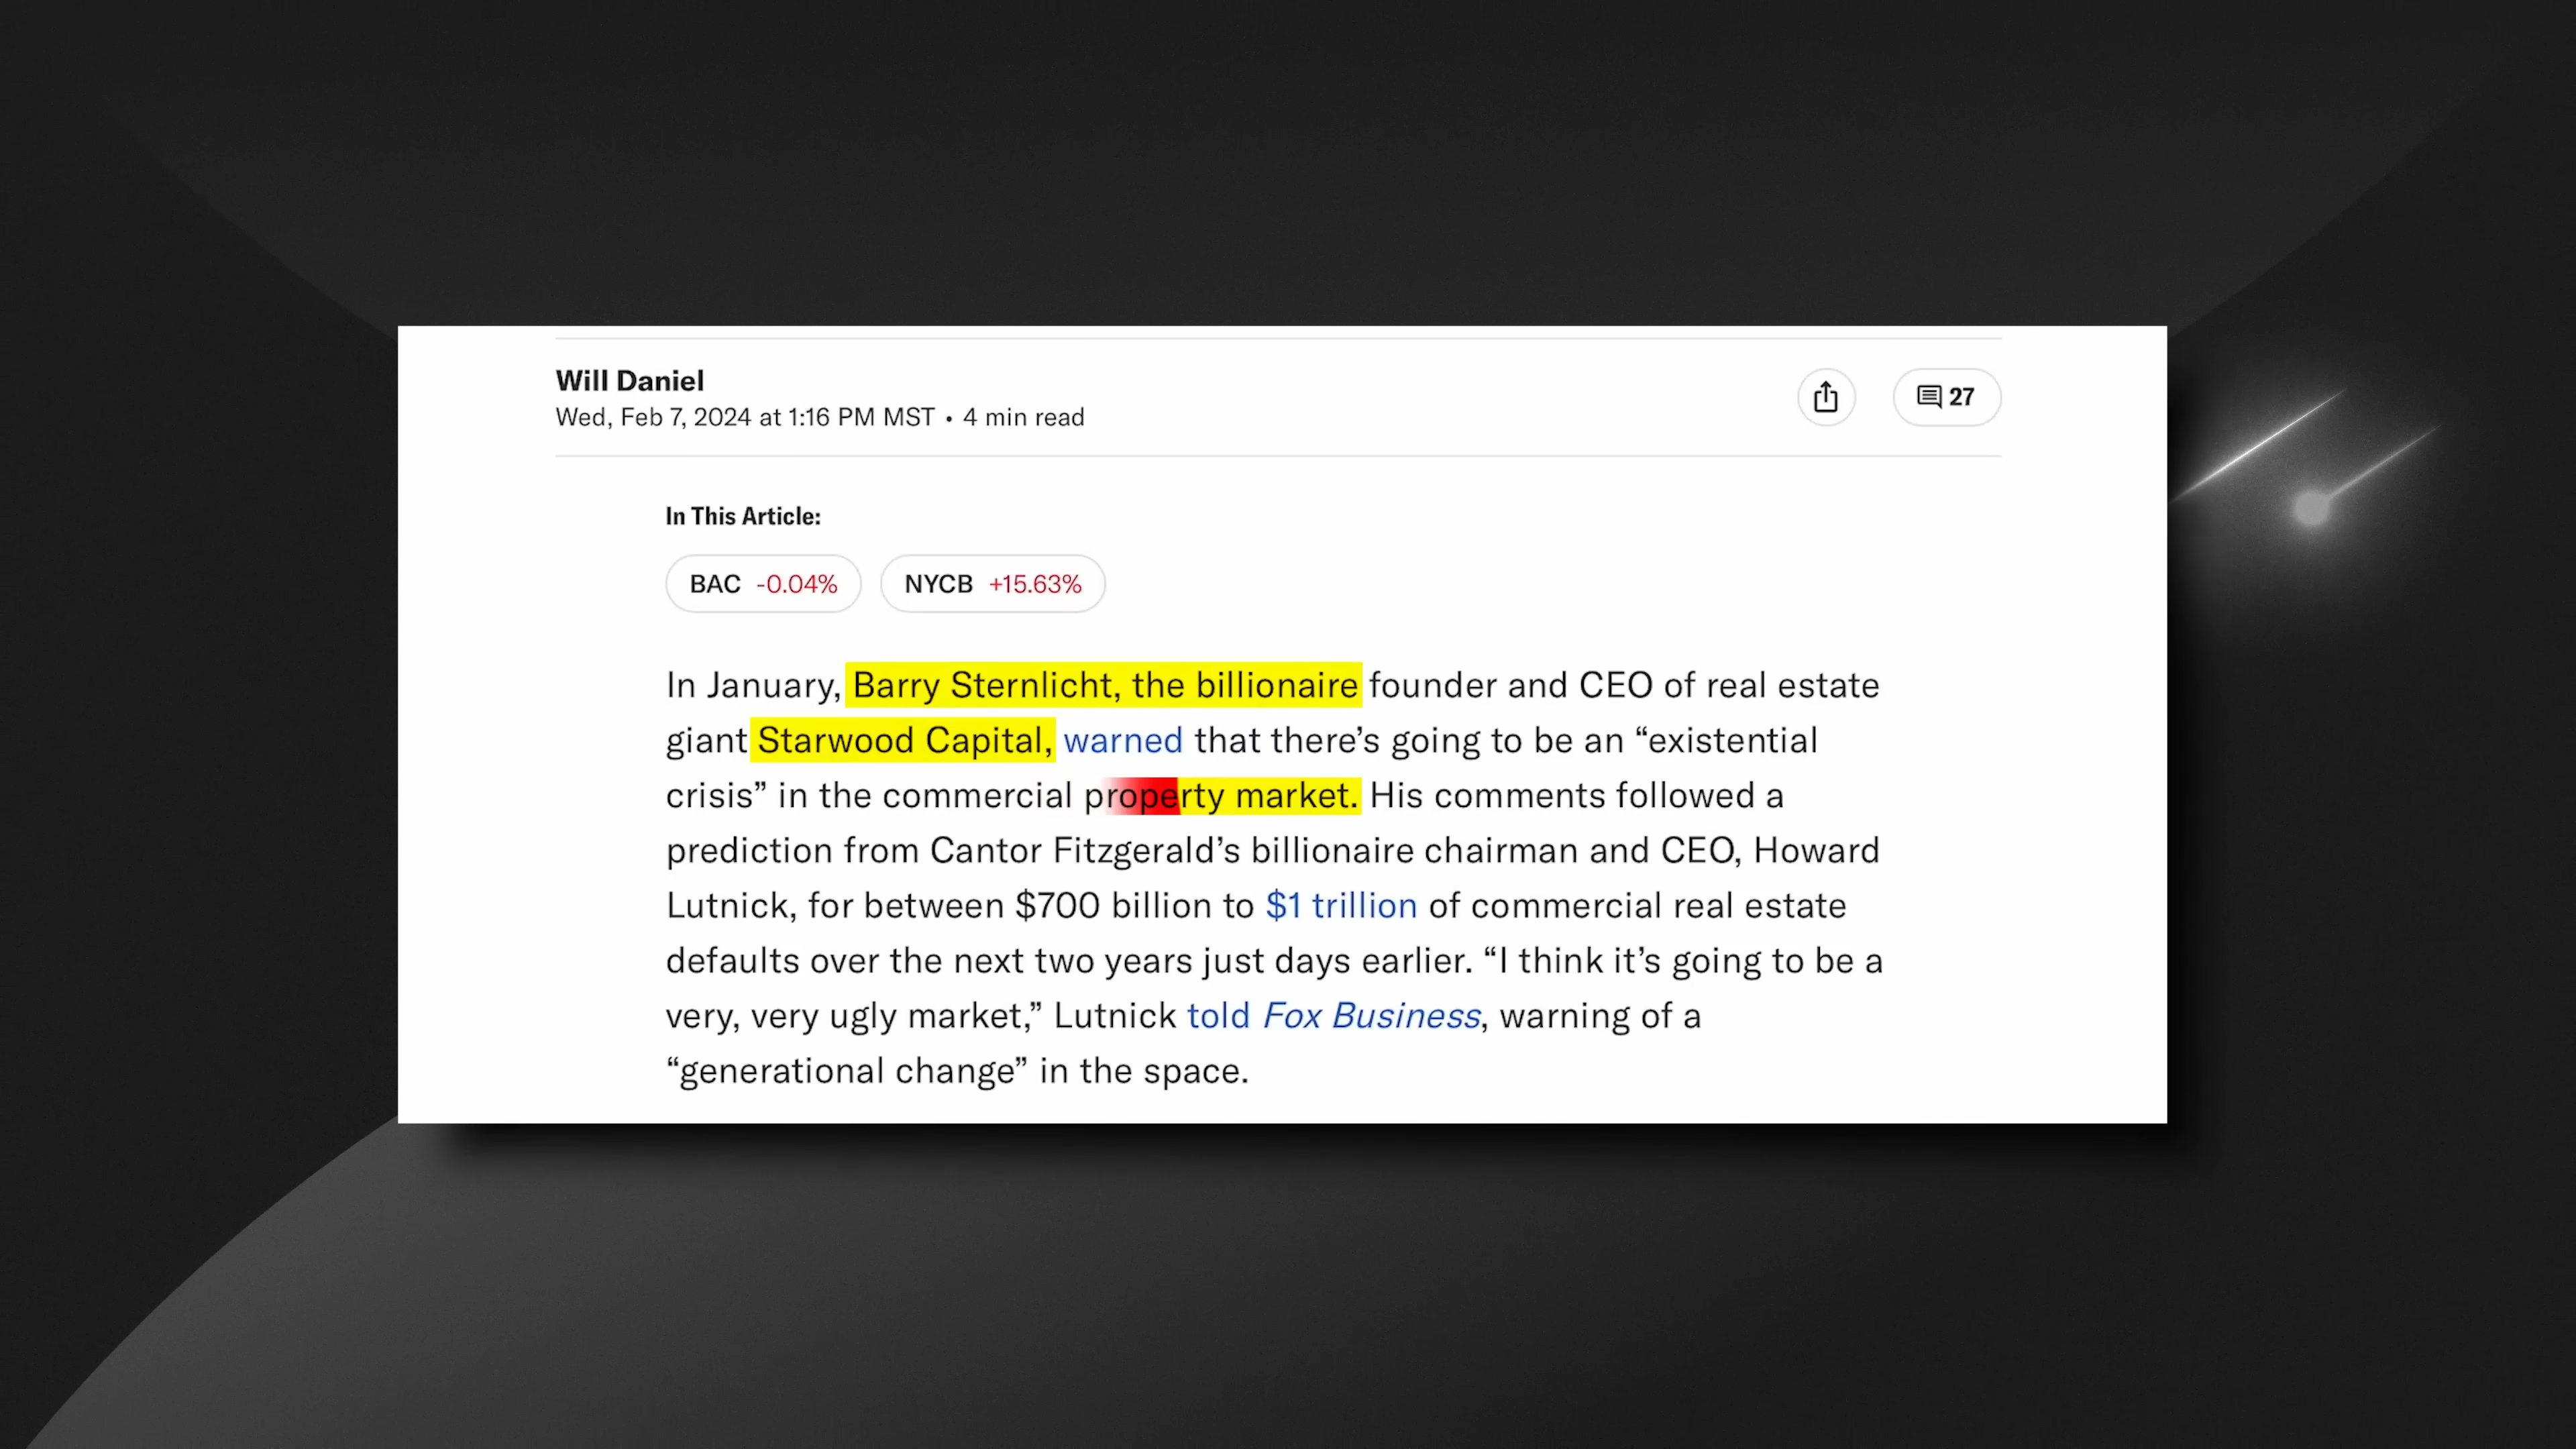 Will Daniel
Wed, Feb 7, 2024 at 1:16 PM MST • 4 min read
27
In This Article:
BAC -0.04% NYCB +15.63%
In January, Barry Sternlicht, the billionaire founder and CEO of real estate
giant Starwood Capital, warned that there’s going to be an “existential
crisis” in the commercial property market. His comments followed a
prediction from Cantor Fitzgerald’s billionaire chairman and CEO, Howard
Lutnick, for between $700 billion to $1 trillion of commercial real estate
defaults over the next two years just days earlier. “I think it’s going to be a
very, very ugly market,” Lutnick told Fox Business, warning of a
“generational change” in the space.